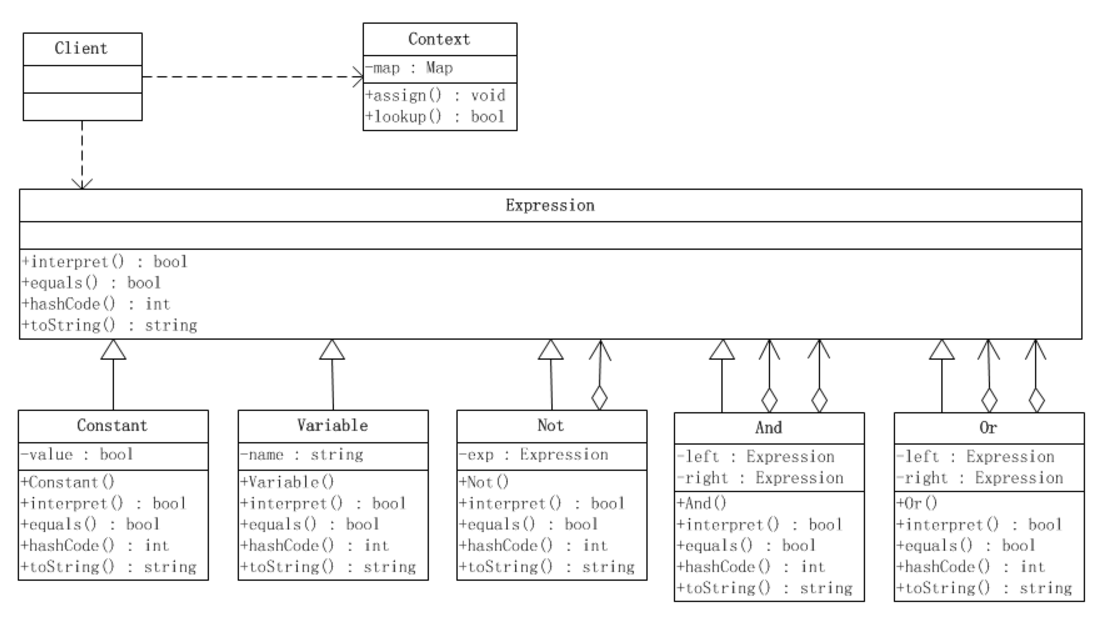 Client
Context
-map : Map
+assign() : void
+lookup() : bool
Expression
+interpret() : bool
+equals() : bool
+hashCode() : int
+toString() : string
Constant
-value : bool
+Constant()
+interpret() : bool
+equals() : bool
+hashCode() : int
+toString() : string
Variable
-name : string
+Variable()
+interpret() : bool
+equals() : bool
+hashCode() : int
+toString() : string
Not
-exp : Expression
+Not()
+interpret() : bool
+equals() : bool
+hashCode() : int
+toString() : string
And
-left : Expression
-right : Expression
+And()
+interpret() : bool
+equals() : bool
+hashCode() : int
+toString() : string
Or
-left : Expression
-right : Expression
+Or()
+interpret() : bool
+equals() : bool
+hashCode() : int
+toString() : string